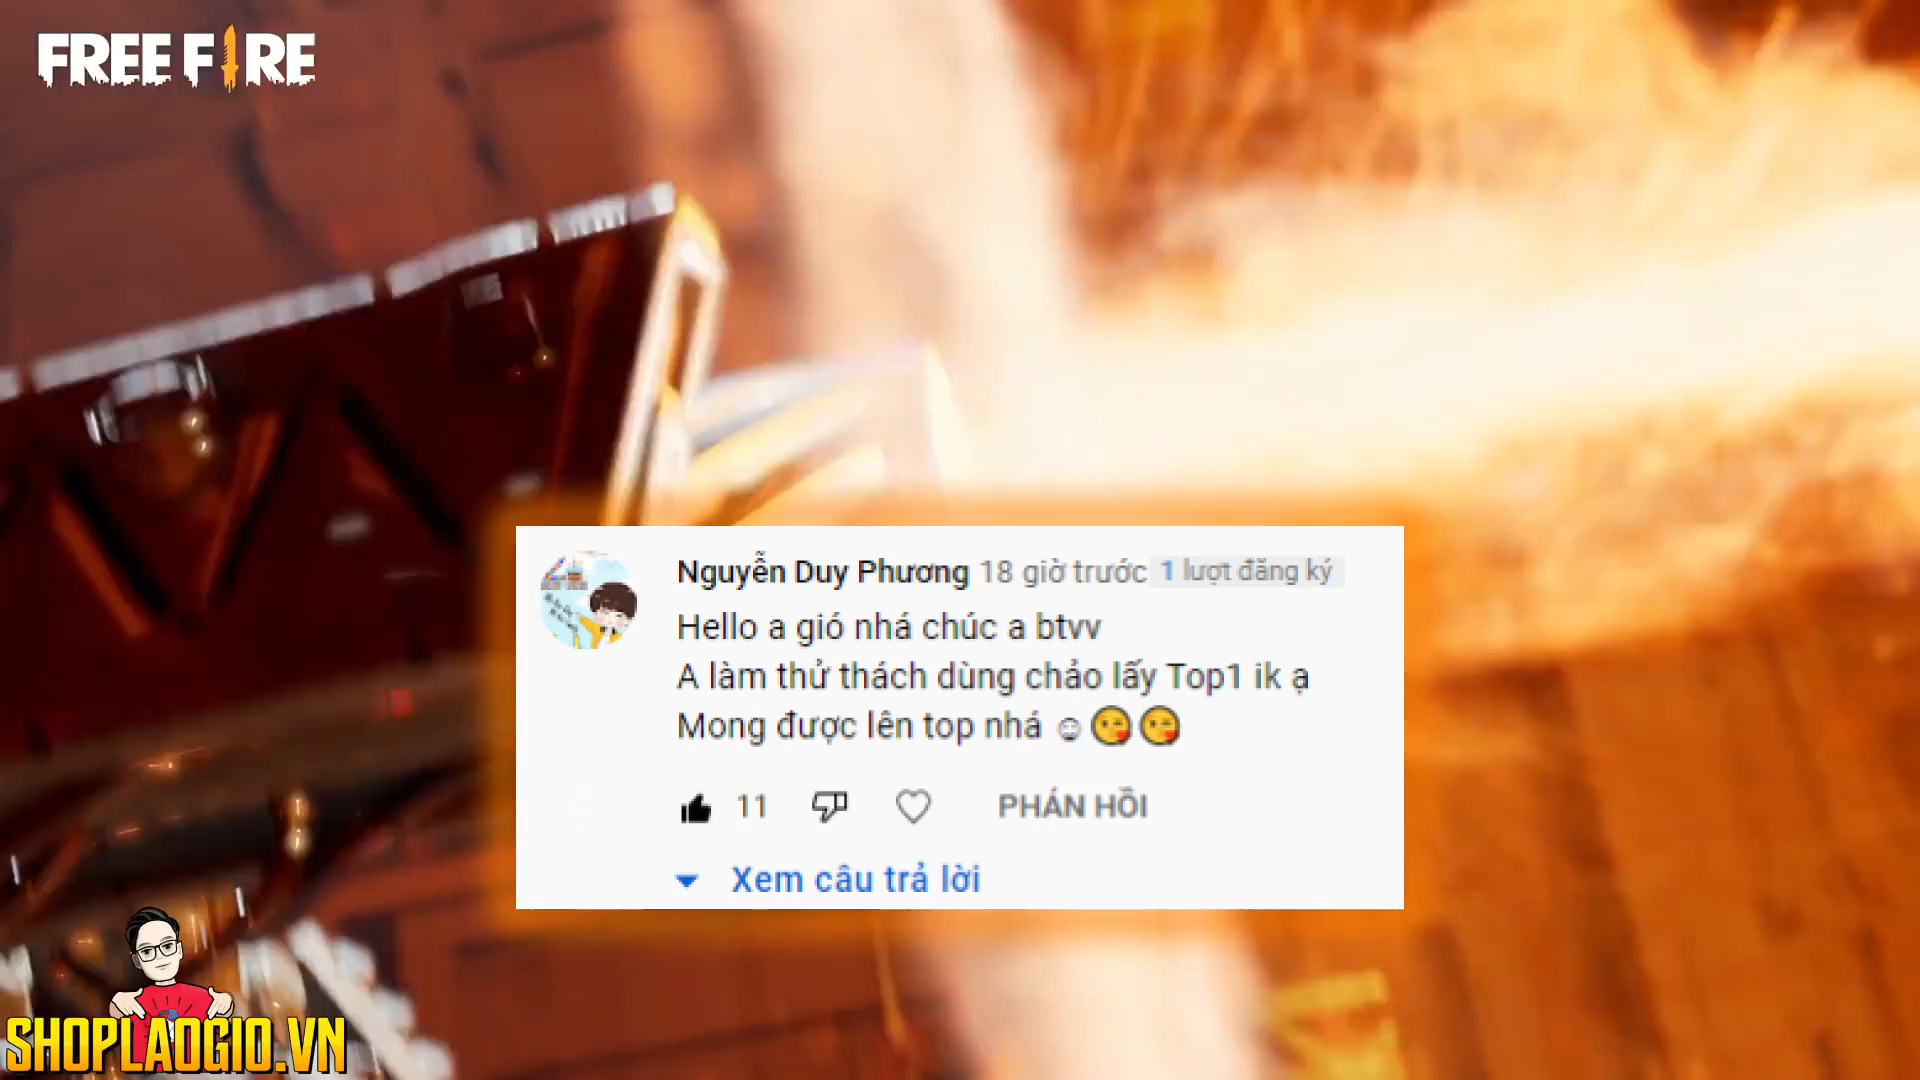 FREE FIRE
Nguyễn Duy Phương 18 giờ trước 1 lượt đăng ký
Hello a gió nhá chúc a btvv
A làm thử thách dùng chảo lấy Top1 ik ạ
Mong được lên top nhá ☺😘😘
11 PHẢN HỒI
Xem câu trả lời
SHOPLAOGIO.VN